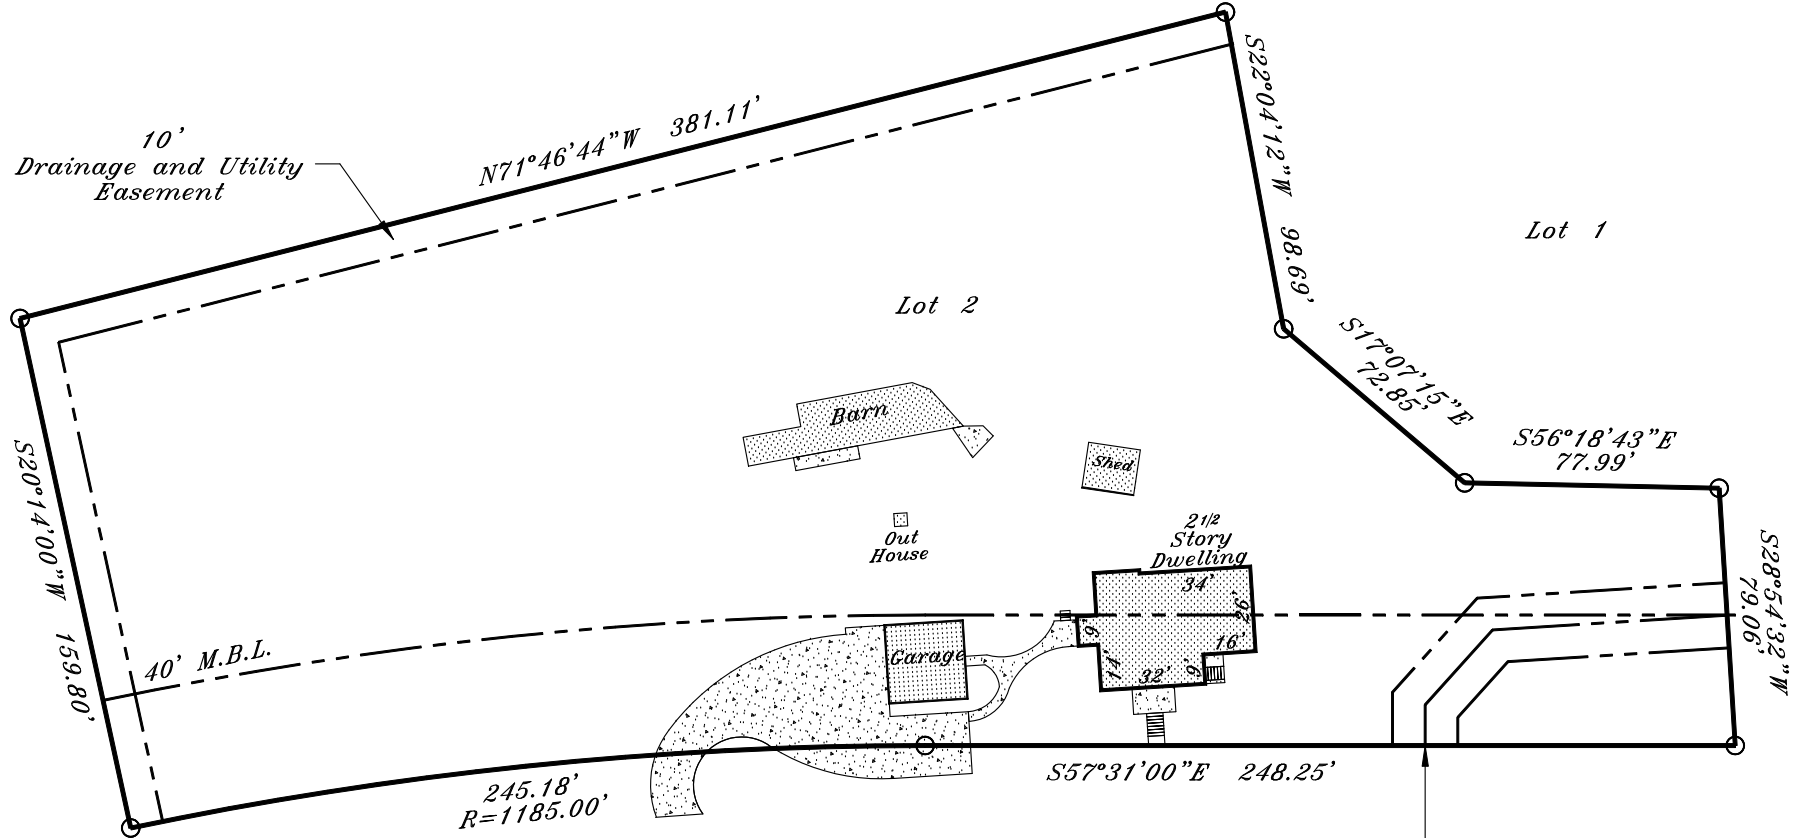 10'
Drainage and Utility
Easement
N71°46'44"W 381.11'
S22°04'12"W 98.69'
Lot 1
Lot 2
S17°07'15"E
72.85'
S56°18'43"E
77.99'
S28°54'32"W
79.06'
Barn
Shed
Out
House
2 1/2
Story
Dwelling
34'
26'
9'
16'
14'
32'
9'
Garage
S20°14'00"W 159.80'
40' M.B.L.
245.18'
R=1185.00'
S57°31'00"E 248.25'